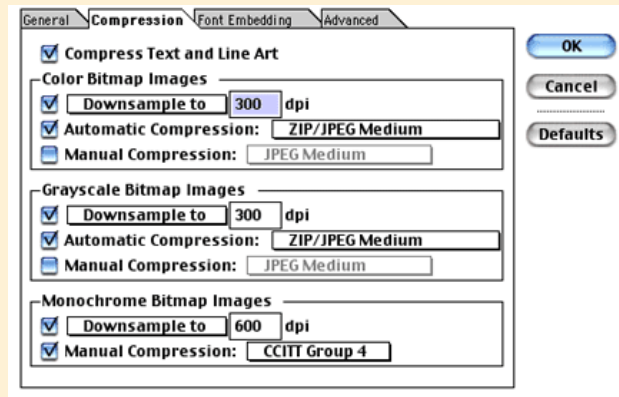 General Compression Font Embedding Advanced
Compress Text and Line Art
Color Bitmap Images
Downsample to 300 dpi
Automatic Compression: ZIP/JPEG Medium
Manual Compression: JPEG Medium
Grayscale Bitmap Images
Downsample to 300 dpi
Automatic Compression: ZIP/JPEG Medium
Manual Compression: JPEG Medium
Monochrome Bitmap Images
Downsample to 600 dpi
Manual Compression: CCITT Group 4
OK
Cancel
Defaults